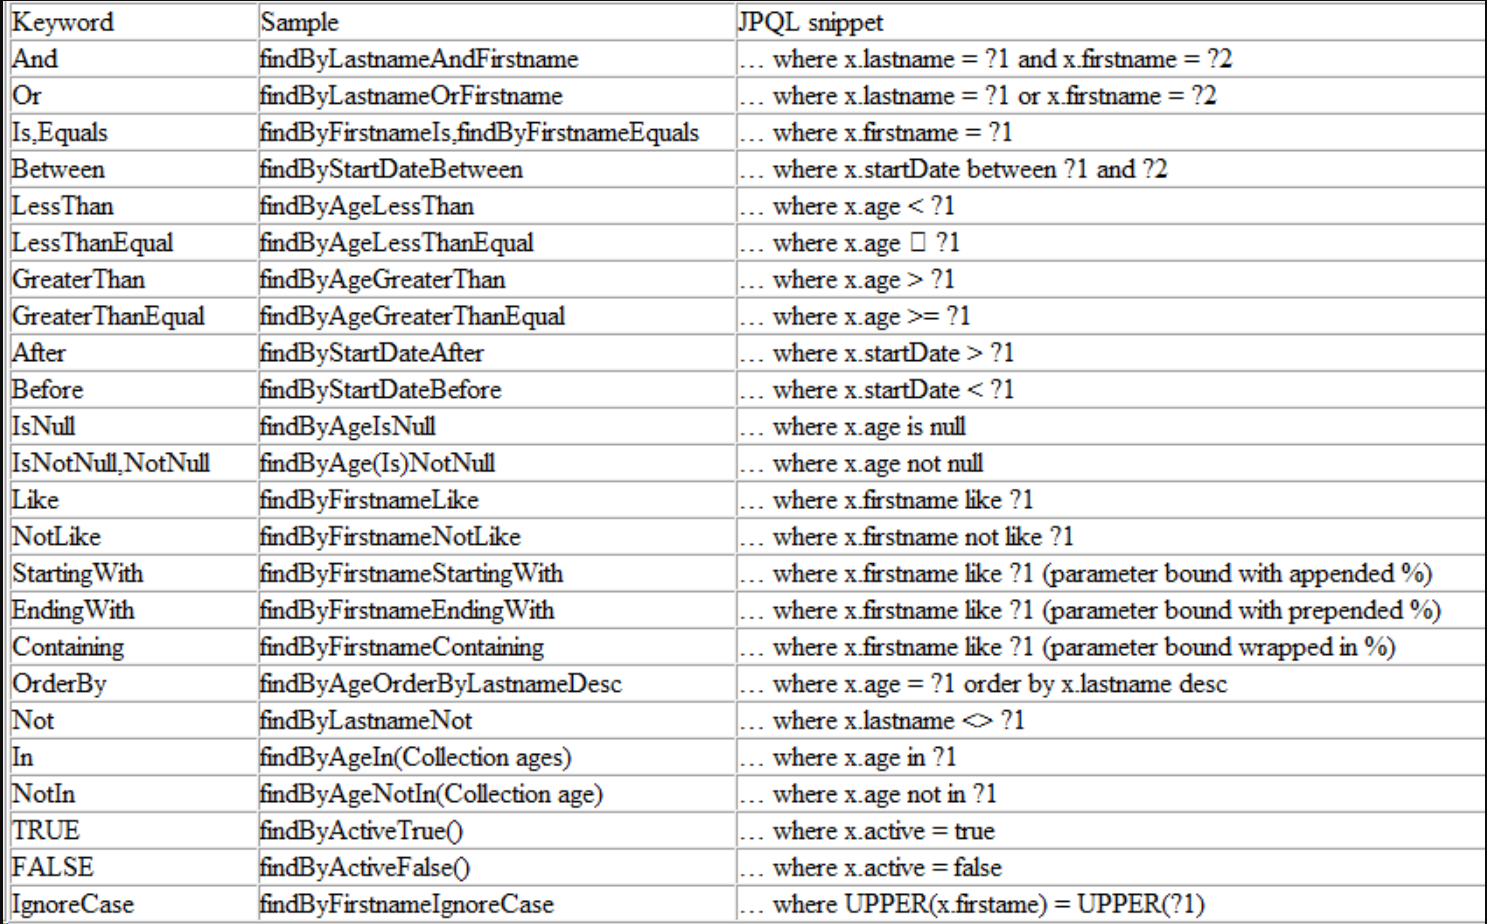 Keyword Sample JPQL snippet
And findByLastnameAndFirstname … where x.lastname = ?1 and x.firstname = ?2
Or findByLastnameOrFirstname … where x.lastname = ?1 or x.firstname = ?2
Is,Equals findByFirstnameIs,findByFirstnameEquals … where x.firstname = ?1
Between findByStartDateBetween … where x.startDate between ?1 and ?2
LessThan findByAgeLessThan … where x.age < ?1
LessThanEqual findByAgeLessThanEqual … where x.age □ ?1
GreaterThan findByAgeGreaterThan … where x.age > ?1
GreaterThanEqual findByAgeGreaterThanEqual … where x.age >= ?1
After findByStartDateAfter … where x.startDate > ?1
Before findByStartDateBefore … where x.startDate < ?1
IsNull findByAgeIsNull … where x.age is null
IsNotNull,NotNull findByAge(Is)NotNull … where x.age not null
Like findByFirstnameLike … where x.firstname like ?1
NotLike findByFirstnameNotLike … where x.firstname not like ?1
StartingWith findByFirstnameStartingWith … where x.firstname like ?1 (parameter bound with appended %)
EndingWith findByFirstnameEndingWith … where x.firstname like ?1 (parameter bound with prepended %)
Containing findByFirstnameContaining … where x.firstname like ?1 (parameter bound wrapped in %)
OrderBy findByAgeOrderByLastnameDesc … where x.age = ?1 order by x.lastname desc
Not findByLastnameNot … where x.lastname <> ?1
In findByAgeIn(Collection ages) … where x.age in ?1
NotIn findByAgeNotIn(Collection age) … where x.age not in ?1
TRUE findByActiveTrue() … where x.active = true
FALSE findByActiveFalse() … where x.active = false
IgnoreCase findByFirstnameIgnoreCase … where UPPER(x.firstame) = UPPER(?1)